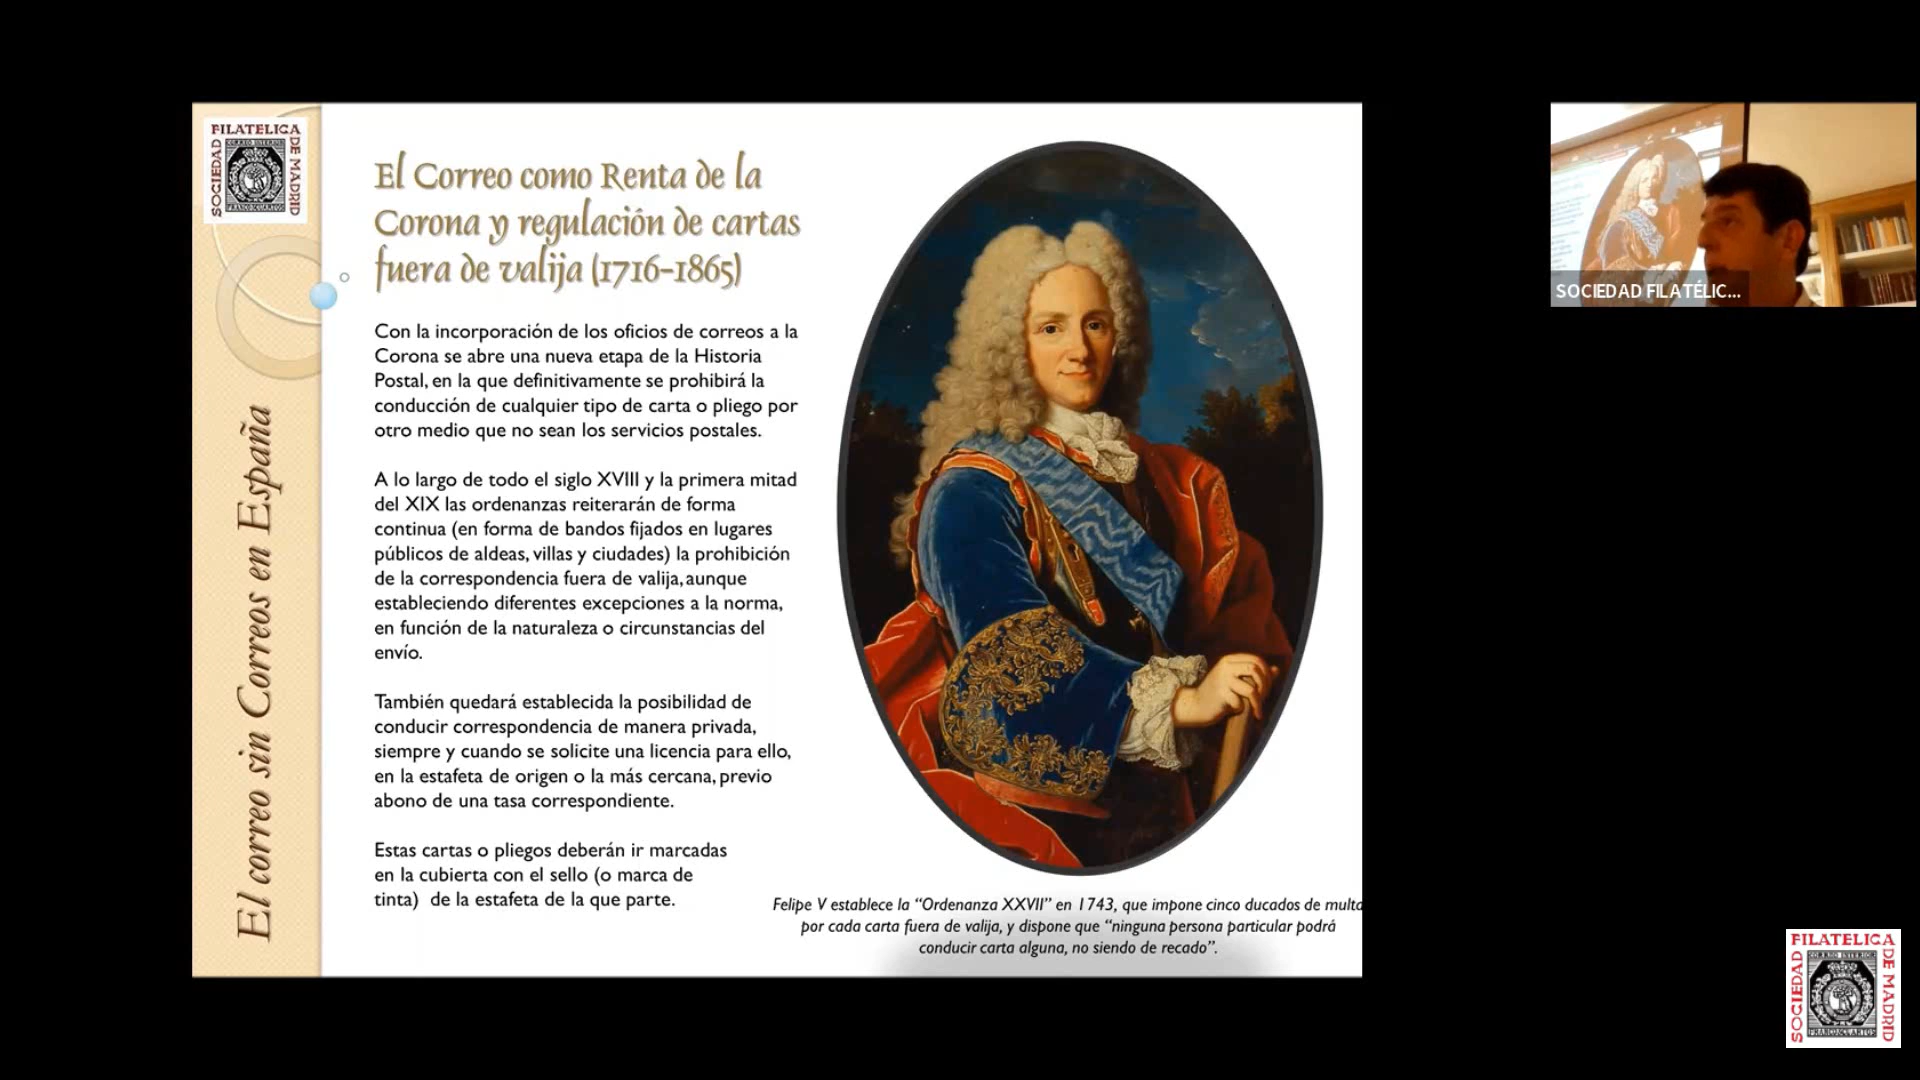 SOCIEDAD FILATELICA DE MADRID
CORREO INTERIOR
FRANCO CUARTOS
El correo sin Correos en España
El Correo como Renta de la
Corona y regulación de cartas
fuera de valija (1716-1865)
Con la incorporación de los oficios de correos a la
Corona se abre una nueva etapa de la Historia
Postal, en la que definitivamente se prohibirá la
conducción de cualquier tipo de carta o pliego por
otro medio que no sean los servicios postales.
A lo largo de todo el siglo XVIII y la primera mitad
del XIX las ordenanzas reiterarán de forma
continua (en forma de bandos fijados en lugares
públicos de aldeas, villas y ciudades) la prohibición
de la correspondencia fuera de valija, aunque
estableciendo diferentes excepciones a la norma,
en función de la naturaleza o circunstancias del
envío.
También quedará establecida la posibilidad de
conducir correspondencia de manera privada,
siempre y cuando se solicite una licencia para ello,
en la estafeta de origen o la más cercana, previo
abono de una tasa correspondiente.
Estas cartas o pliegos deberán ir marcadas
en la cubierta con el sello (o marca de
tinta) de la estafeta de la que parte.
Felipe V establece la “Ordenanza XXVII” en 1743, que impone cinco ducados de multa
por cada carta fuera de valija, y dispone que “ninguna persona particular podrá
conducir carta alguna, no siendo de recado”.
SOCIEDAD FILATÉLIC...
SOCIEDAD FILATELICA DE MADRID
CORREO INTERIOR
FRANCO CUARTOS